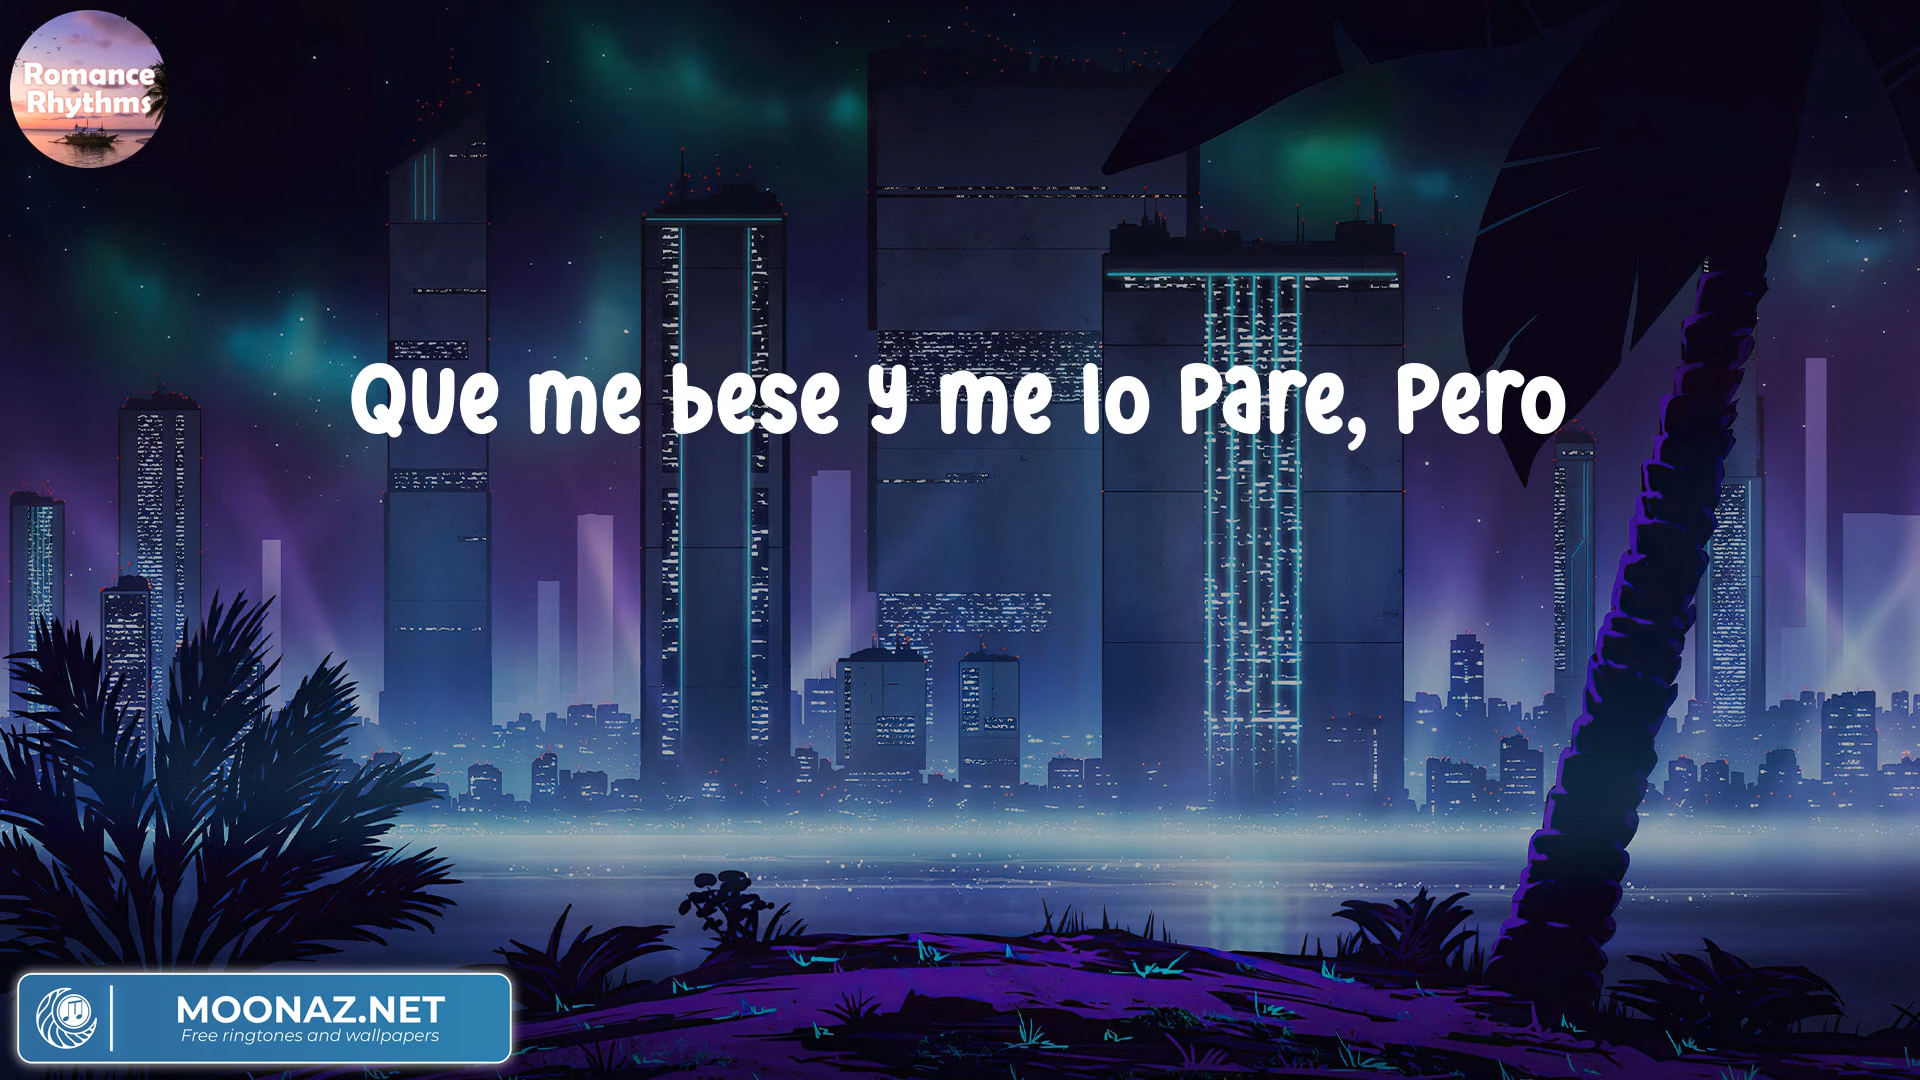 Romance
Rhythms
Que me bese y me lo pare, pero
MOONAZ.NET
Free ringtones and wallpapers